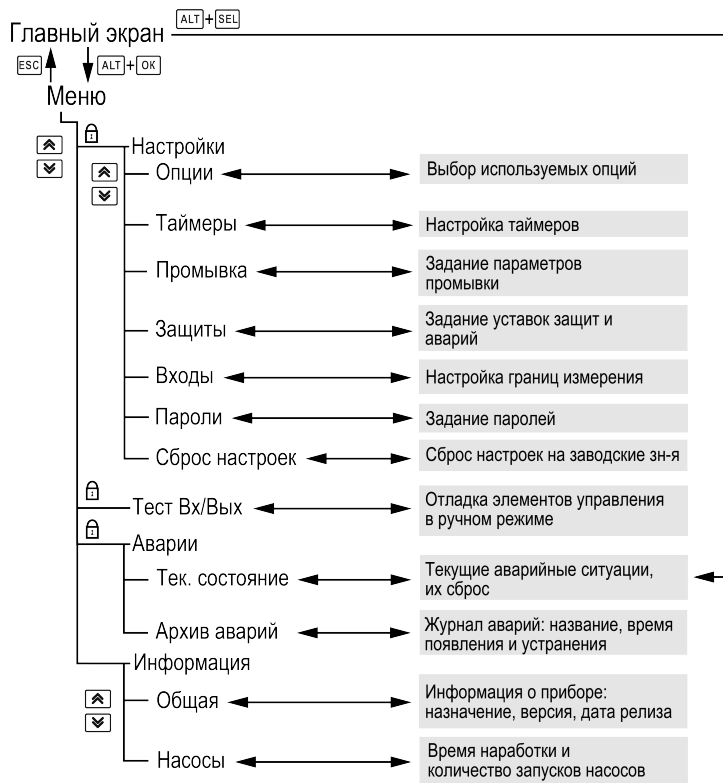 ALT+SEL
Главный экран
ESC ALT+OK
Меню
Настройки
Опции Выбор используемых опций
Таймеры Настройка таймеров
Промывка Задание параметров
промывки
Защиты Задание уставок защит и
аварий
Входы Настройка границ измерения
Пароли Задание паролей
Сброс настроек Сброс настроек на заводские зн-я
Тест Вх/Вых Отладка элементов управления
в ручном режиме
Аварии
Тек. состояние Текущие аварийные ситуации,
их сброс
Архив аварий Журнал аварий: название, время
появления и устранения
Информация
Общая Информация о приборе:
назначение, версия, дата релиза
Насосы Время наработки и
количество запусков насосов